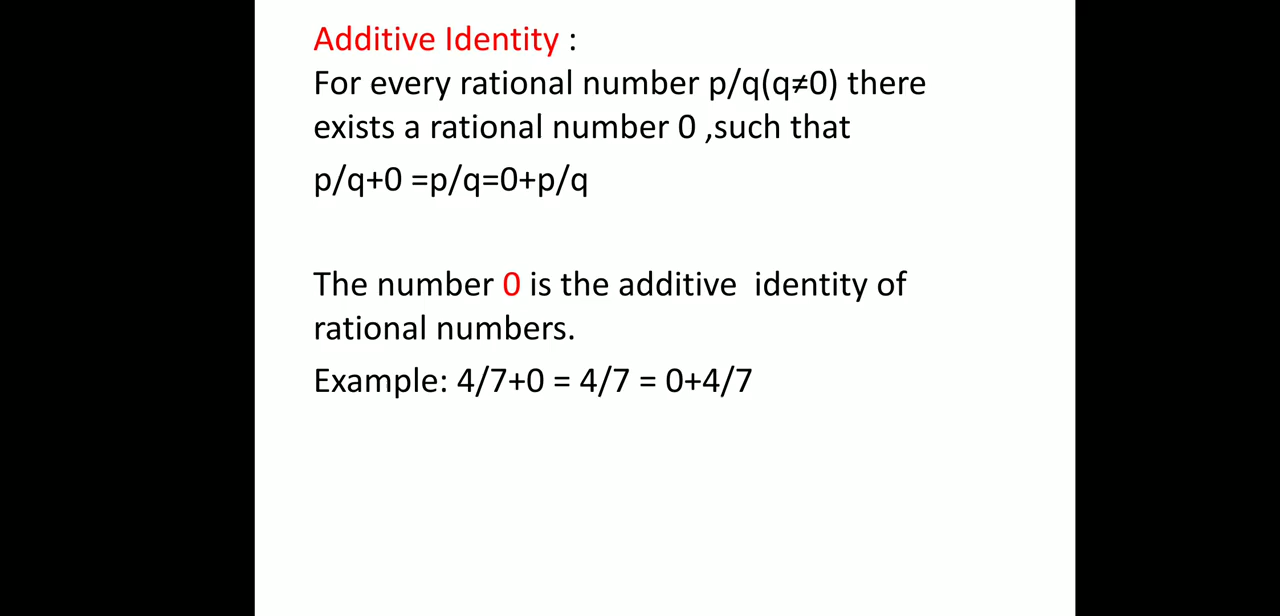 Additive Identity :
For every rational number p/q(q≠0) there
exists a rational number 0 ,such that
p/q+0 =p/q=0+p/q
The number 0 is the additive  identity of
rational numbers.
Example: 4/7+0 = 4/7 = 0+4/7